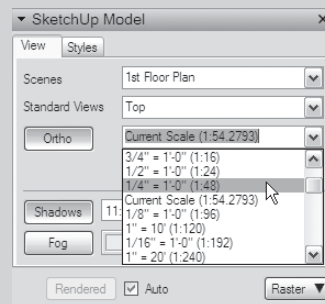 SketchUp Model
View Styles
Scenes 1st Floor Plan
Standard Views Top
Ortho Current Scale (1:54.2793)
3/4" = 1'-0" (1:16)
1/2" = 1'-0" (1:24)
1/4" = 1'-0" (1:48)
Current Scale (1:54.2793)
1/8" = 1'-0" (1:96)
1" = 10' (1:120)
1/16" = 1'-0" (1:192)
1" = 20' (1:240)
Shadows 11:
Fog
Rendered Auto Raster